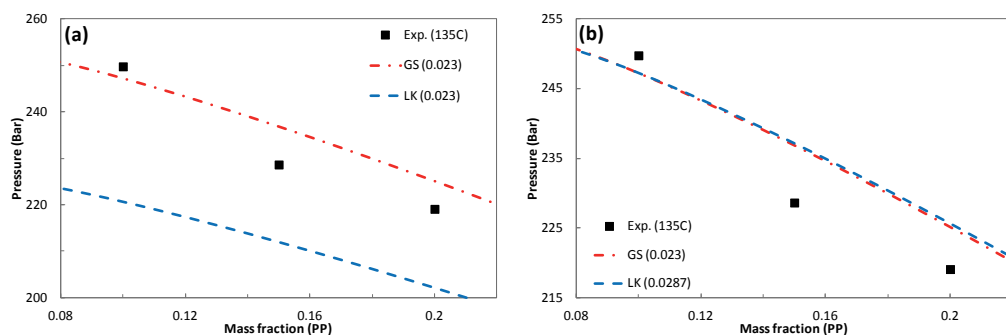 (a)
260
240
220
200
Pressure (Bar)
Exp. (135C)
GS (0.023)
LK (0.023)
0.08
0.12
0.16
0.2
Mass fraction (PP)
(b)
255
245
235
225
215
Pressure (Bar)
Exp. (135C)
GS (0.023)
LK (0.0287)
0.08
0.12
0.16
0.2
Mass fraction (PP)